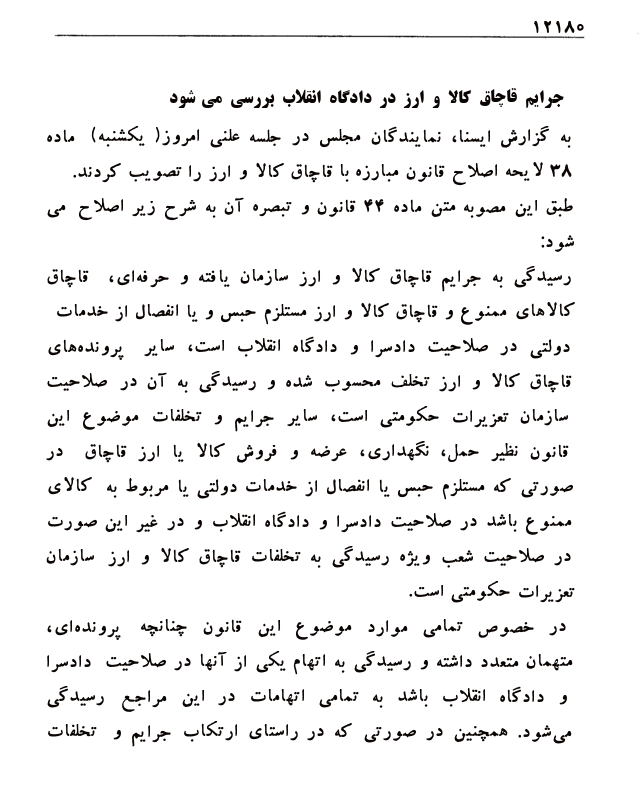 ۱۲۱۸۰
جرایم قاچاق کالا و ارز در دادگاه انقلاب بررسی می شود
به گزارش ایسنا، نمایندگان مجلس در جلسه علنی امروز( یکشنبه) ماده
۳۸ لایحه اصلاح قانون مبارزه با قاچاق کالا و ارز را تصویب کردند.
طبق این مصوبه متن ماده ۴۴ قانون و تبصره آن به شرح زیر اصلاح می
شود:
رسیدگی به جرایم قاچاق کالا و ارز سازمان یافته و حرفه‌ای، قاچاق
کالاهای ممنوع و قاچاق کالا و ارز مستلزم حبس و یا انفصال از خدمات
دولتی در صلاحیت دادسرا و دادگاه انقلاب است، سایر پرونده‌های
قاچاق کالا و ارز تخلف محسوب شده و رسیدگی به آن در صلاحیت
سازمان تعزیرات حکومتی است، سایر جرایم و تخلفات موضوع این
قانون نظیر حمل، نگهداری، عرضه و فروش کالا یا ارز قاچاق در
صورتی که مستلزم حبس یا انفصال از خدمات دولتی یا مربوط به کالای
ممنوع باشد در صلاحیت دادسرا و دادگاه انقلاب و در غیر این صورت
در صلاحیت شعب ویژه رسیدگی به تخلفات قاچاق کالا و ارز سازمان
تعزیرات حکومتی است.
در خصوص تمامی موارد موضوع این قانون چنانچه پرونده‌ای،
متهمان متعدد داشته و رسیدگی به اتهام یکی از آنها در صلاحیت دادسرا
و دادگاه انقلاب باشد به تمامی اتهامات در این مراجع رسیدگی
می‌شود. همچنین در صورتی که در راستای ارتکاب جرایم و تخلفات